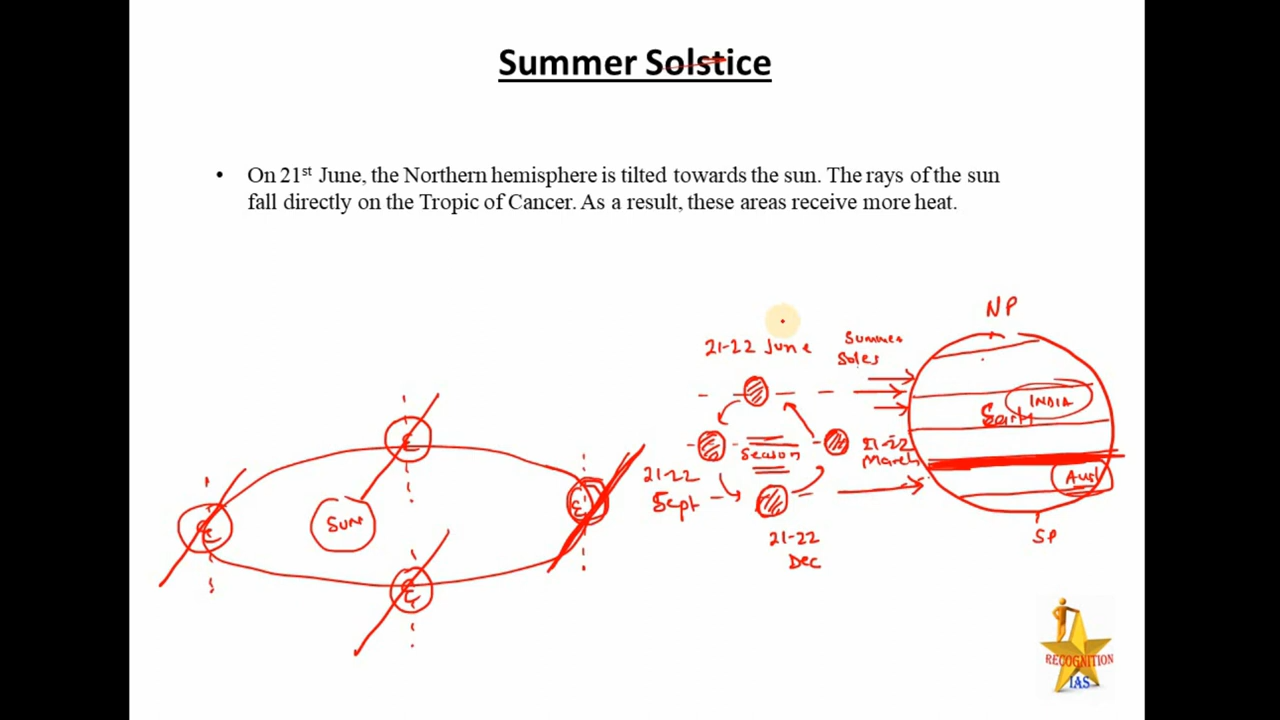 Summer Solstice
• On 21st June, the Northern hemisphere is tilted towards the sun. The rays of the sun
fall directly on the Tropic of Cancer. As a result, these areas receive more heat.
NP
21-22 June
Summer
Soles
INDIA
Earth
E
Season
21-22
March
21-22
Sept
Aust
E
SUN
E
21-22
Dec
SP
E
RECOGNITION
IAS